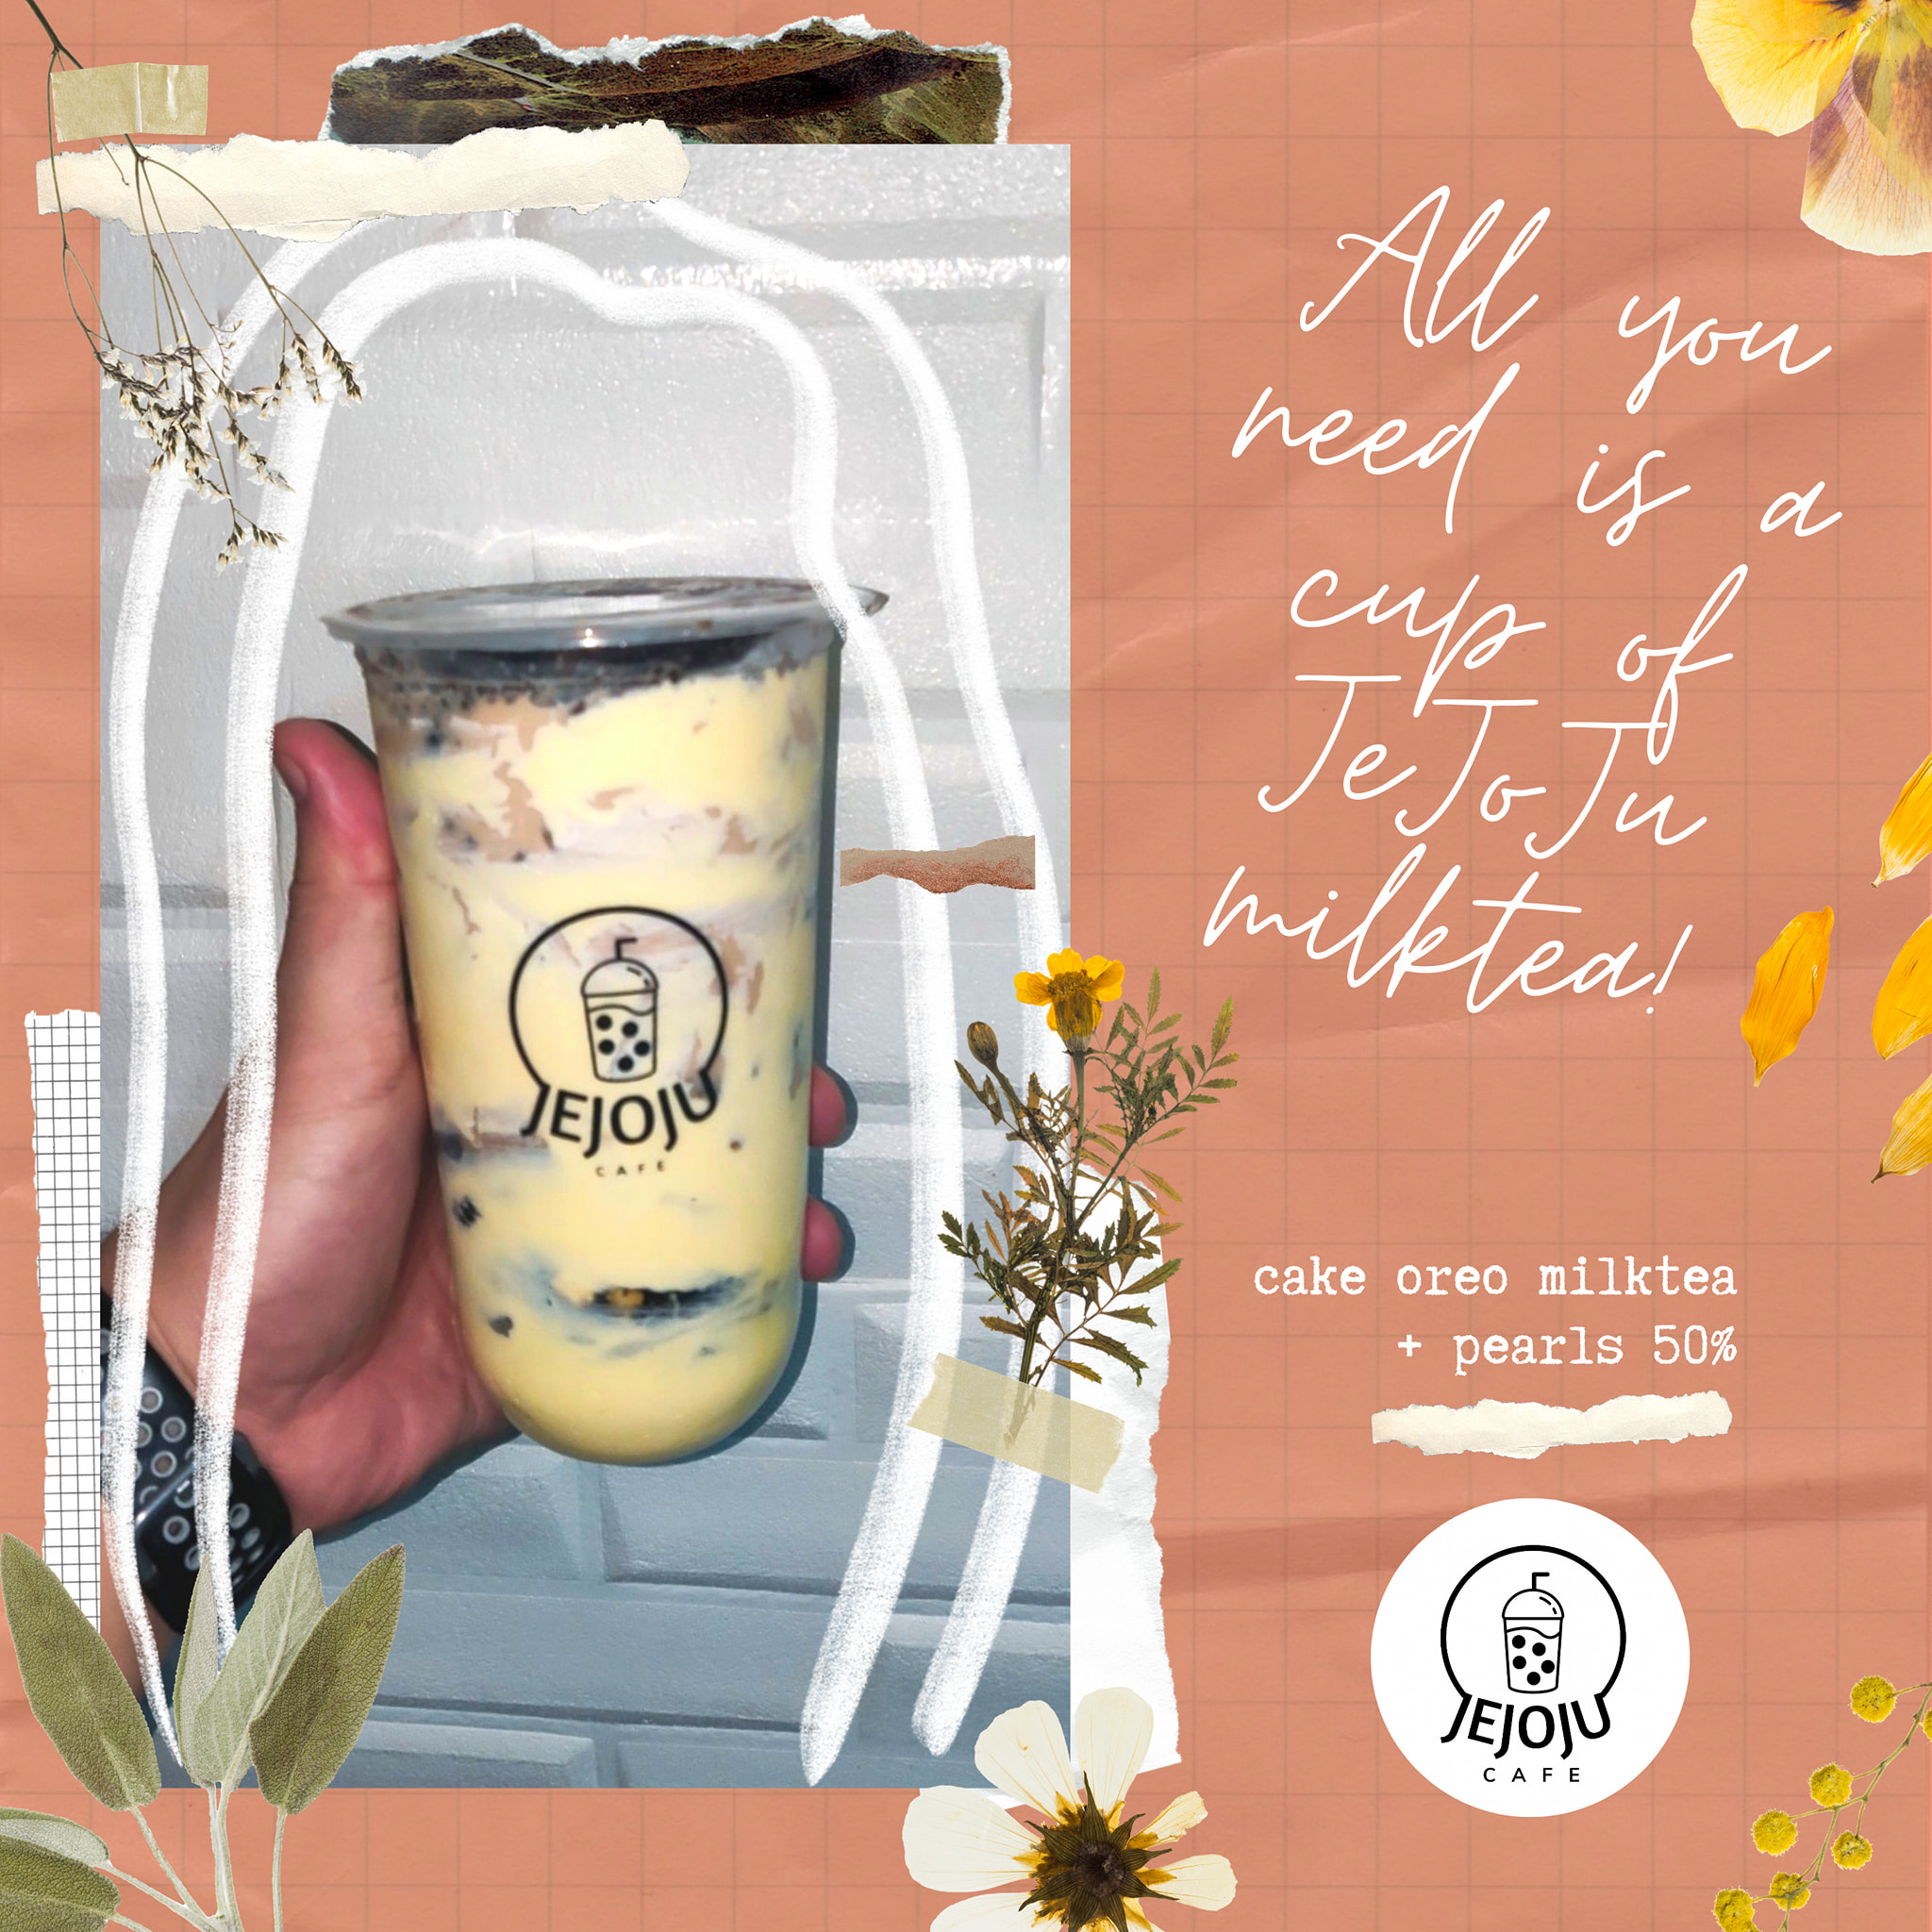 All you
need is a
cup of
JeJoJu
milktea!
JEJOJU
CAFE
cake oreo milktea
+ pearls 50%
JEJOJU
CAFE